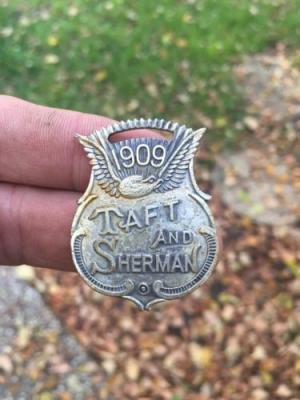 1909
TAFT
AND
SHERMAN